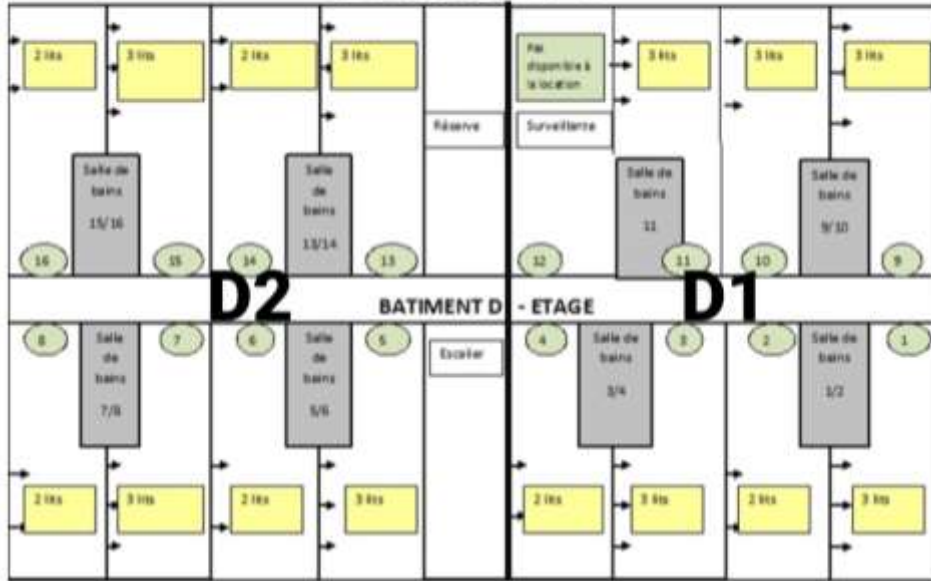 2 lits
3 lits
2 lits
3 lits
Pas
disponible à
la location
3 lits
3 lits
3 lits
Réserve
Surveillante
Salle de
bains
15/16
Salle
de
bains
13/14
Salle de
bains
11
Salle de
bains
9/10
16
15
14
13
12
11
10
9
D2
BATIMENT D - ETAGE
D1
8
7
6
5
4
3
2
1
Salle
de
bains
7/8
Salle
de
bains
5/6
Escalier
Salle de
bains
3/4
Salle de
bains
1/2
2 lits
3 lits
2 lits
3 lits
2 lits
3 lits
2 lits
3 lits